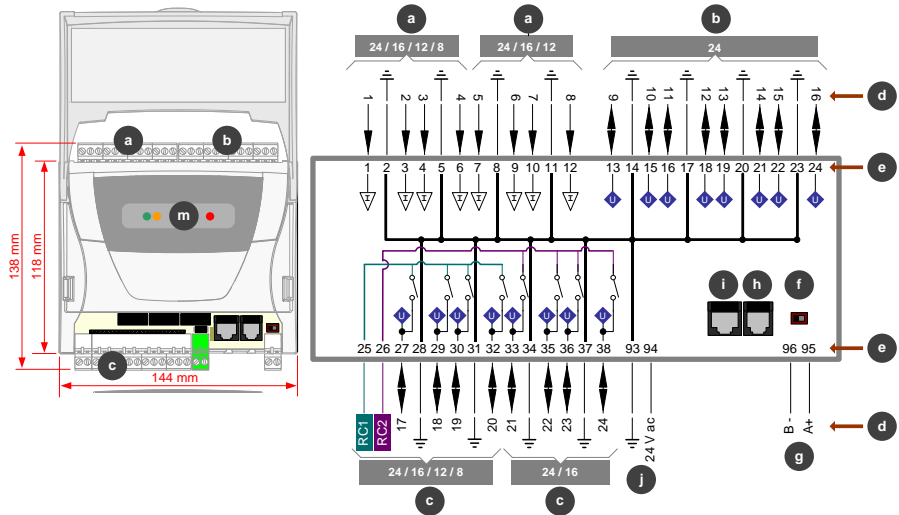 a a b
24 / 16 / 12 / 8 24 / 16 / 12 24
1 2 3 4 5 6 7 8 9 10 11 12 13 14 15 16 d
a b
1 2 3 4 5 6 7 8 9 10 11 12 13 14 15 16 17 18 19 20 21 22 23 24 e
I I I I I I I I U U U U U U U U
m
138 mm
118 mm
i h f
U U U U U U U U
25 26 27 28 29 30 31 32 33 34 35 36 37 38 93 94 96 95 e
c
144 mm
RC1 RC2 17 18 19 20 21 22 23 24 24 V ac B - A+ d
24 / 16 / 12 / 8 24 / 16 j g
c c